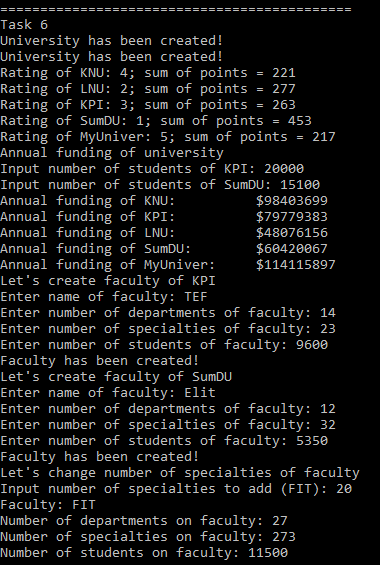 ============================================
Task 6
University has been created!
University has been created!
Rating of KNU: 4; sum of points = 221
Rating of LNU: 2; sum of points = 277
Rating of KPI: 3; sum of points = 263
Rating of SumDU: 1; sum of points = 453
Rating of MyUniver: 5; sum of points = 217
Annual funding of university
Input number of students of KPI: 20000
Input number of students of SumDU: 15100
Annual funding of KNU: $98403699
Annual funding of KPI: $79779383
Annual funding of LNU: $48076156
Annual funding of SumDU: $60420067
Annual funding of MyUniver: $114115897
Let's create faculty of KPI
Enter name of faculty: TEF
Enter number of departments of faculty: 14
Enter number of specialties of faculty: 23
Enter number of students of faculty: 9600
Faculty has been created!
Let's create faculty of SumDU
Enter name of faculty: Elit
Enter number of departments of faculty: 12
Enter number of specialties of faculty: 32
Enter number of students of faculty: 5350
Faculty has been created!
Let's change number of specialties of faculty
Input number of specialties to add (FIT): 20
Faculty: FIT
Number of departments on faculty: 27
Number of specialties on faculty: 273
Number of students on faculty: 11500